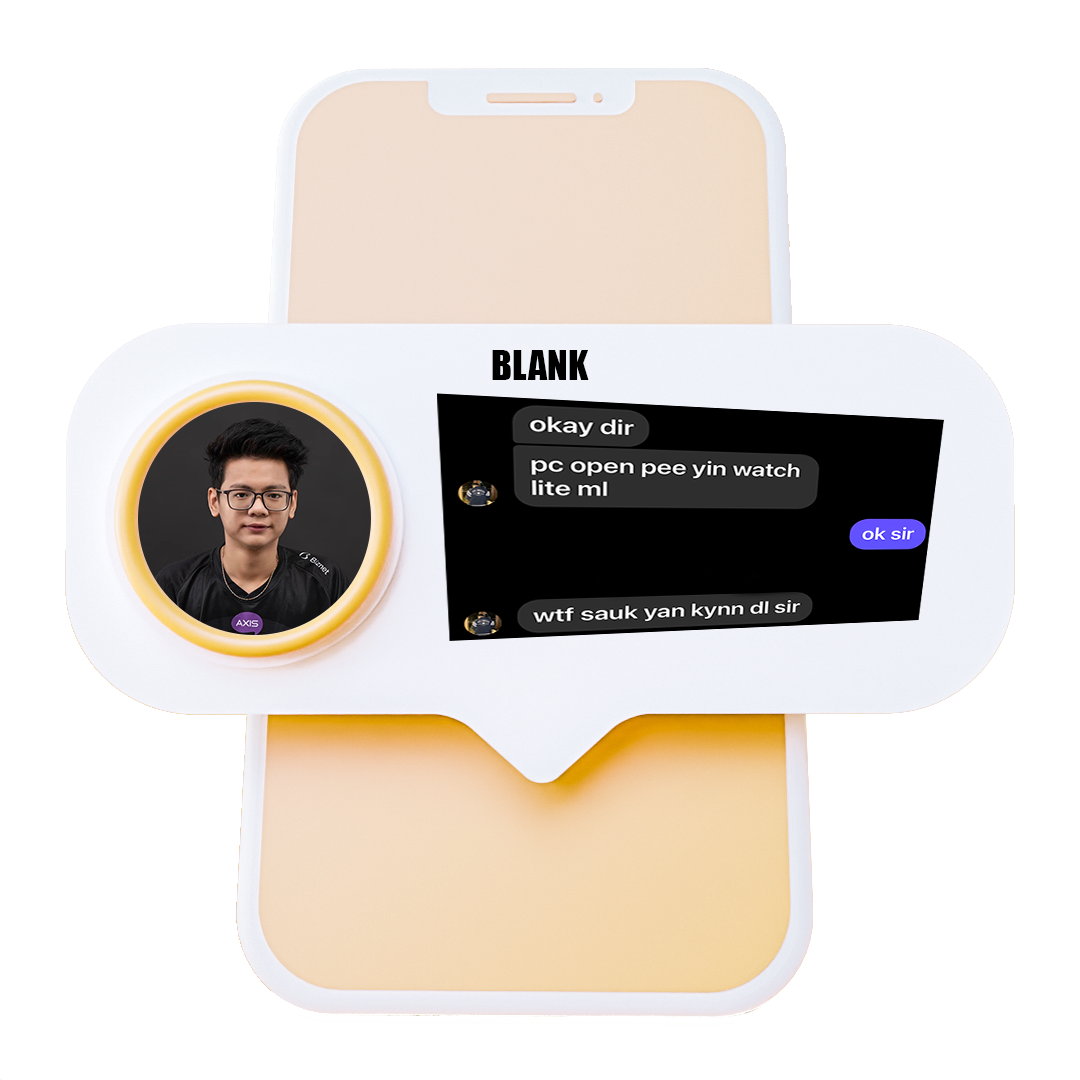 BLANK
okay dir
pc open pee yin watch
lite ml
ok sir
wtf sauk yan kynn dl sir
Biznet
AXIS